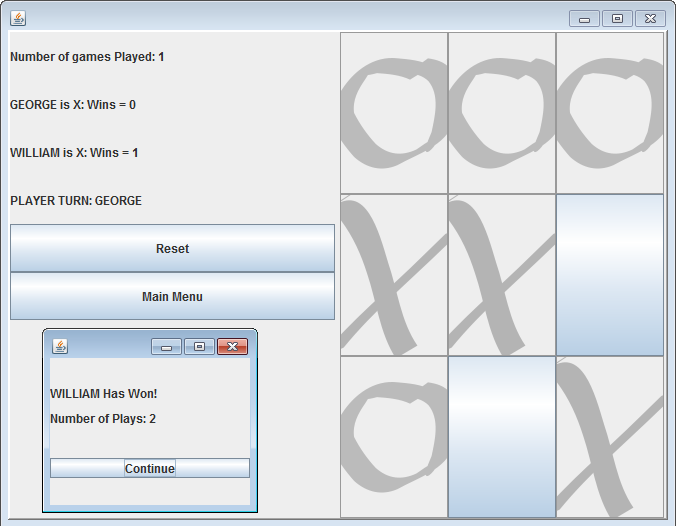 Number of games Played: 1
GEORGE is X: Wins = 0
WILLIAM is X: Wins = 1
PLAYER TURN: GEORGE
Reset
Main Menu
WILLIAM Has Won!
Number of Plays: 2
Continue
O O O
X X
O X